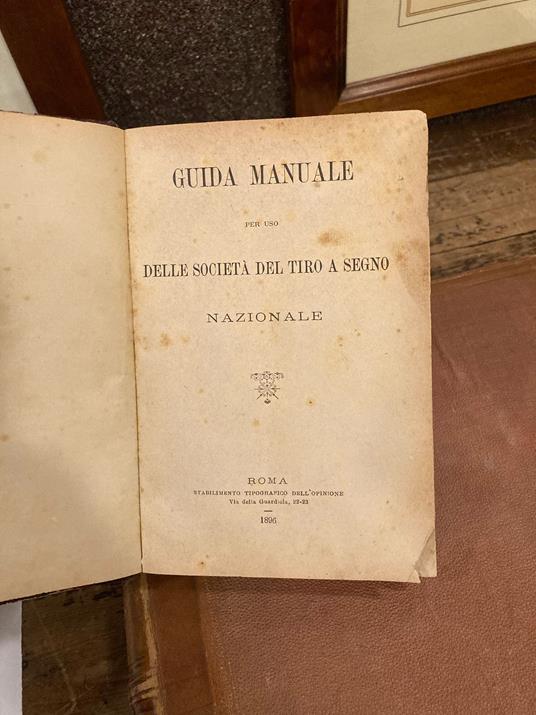 GUIDA MANUALE
PER USO
DELLE SOCIETÀ DEL TIRO A SEGNO
NAZIONALE
ROMA
STABILIMENTO TIPOGRAFICO DELL'OPINIONE
Via della Guardiola, 22-23
1896